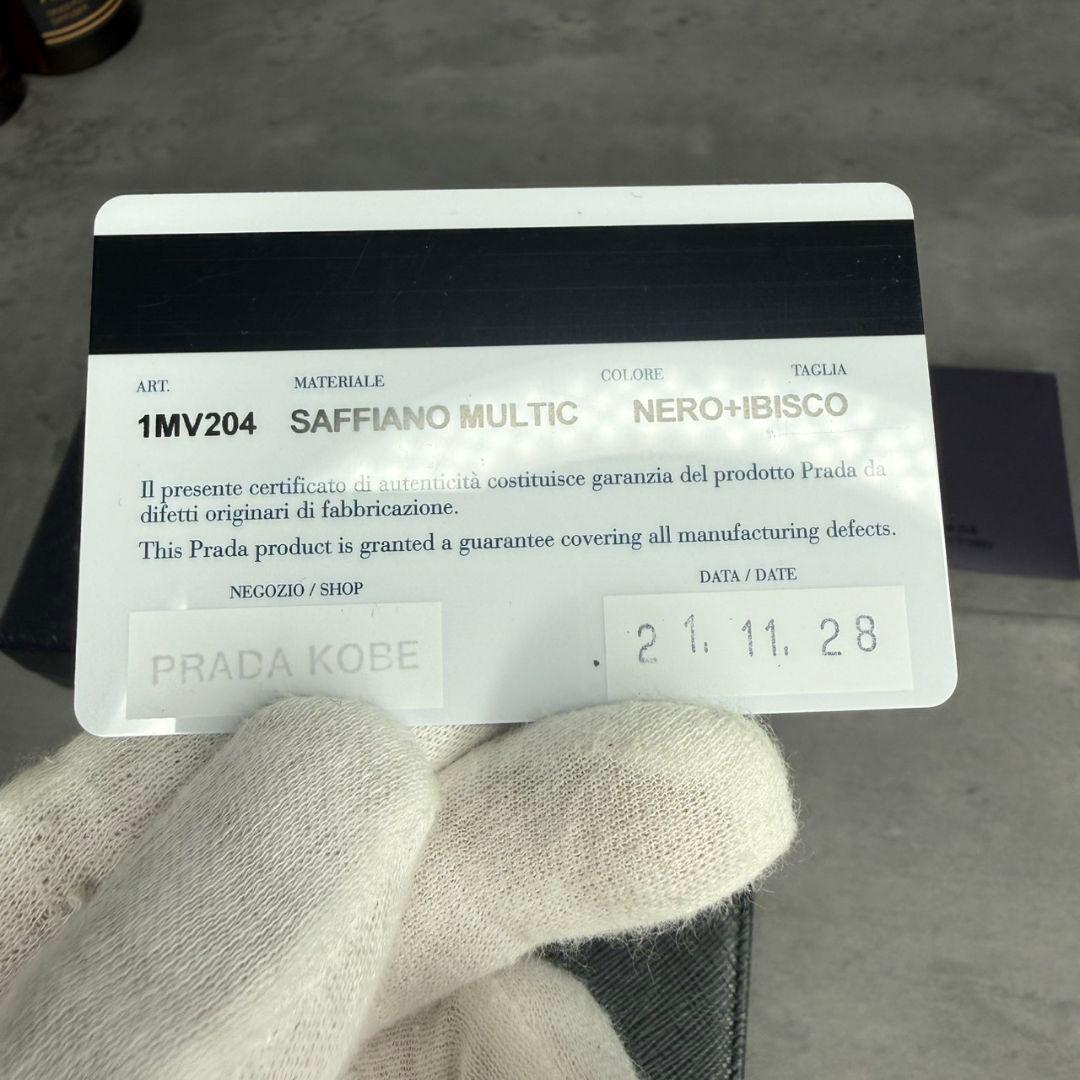 ART. MATERIALE COLORE TAGLIA
1MV204 SAFFIANO MULTIC NERO+IBISCO
Il presente certificato di autenticità costituisce garanzia del prodotto Prada da
difetti originari di fabbricazione.
This Prada product is granted a guarantee covering all manufacturing defects.
NEGOZIO / SHOP DATA / DATE
PRADA KOBE 21. 11. 28